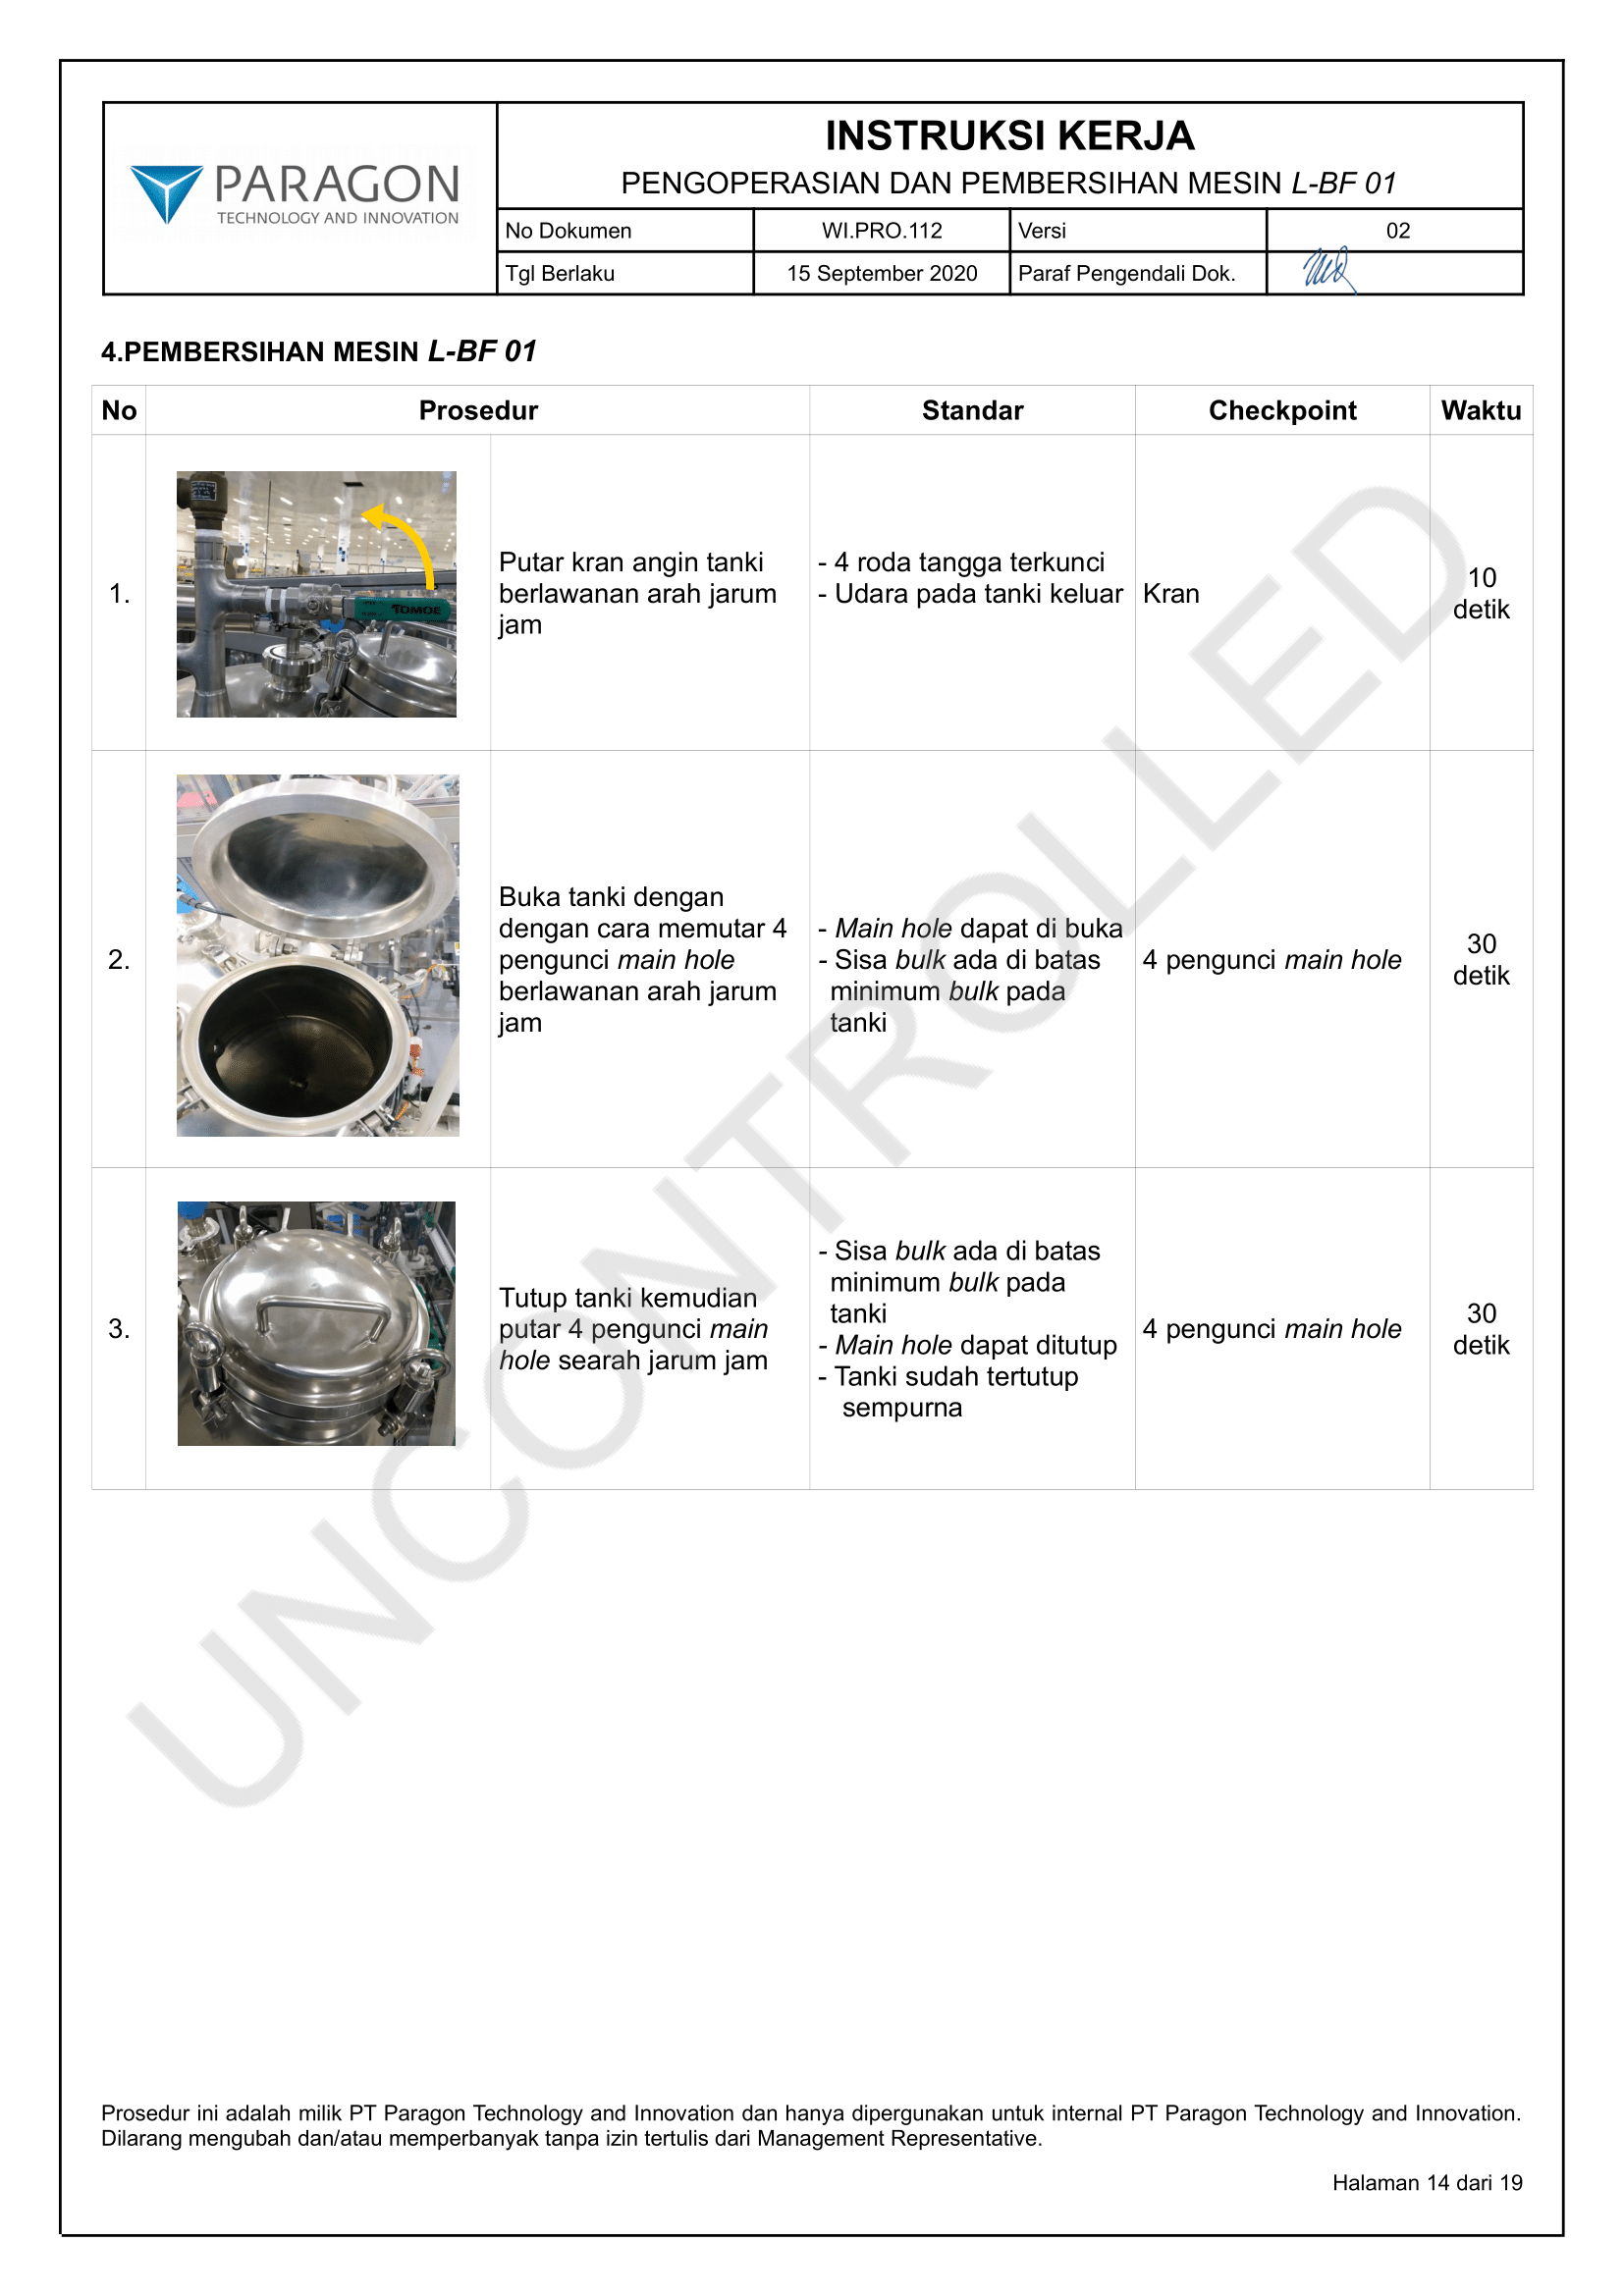 PARAGON
TECHNOLOGY AND INNOVATION
INSTRUKSI KERJA
PENGOPERASIAN DAN PEMBERSIHAN MESIN L-BF 01
No Dokumen WI.PRO.112 Versi 02
Tgl Berlaku 15 September 2020 Paraf Pengendali Dok.
4.PEMBERSIHAN MESIN L-BF 01
No Prosedur Standar Checkpoint Waktu
1.
TOMOE
Putar kran angin tanki
berlawanan arah jarum
jam
- 4 roda tangga terkunci
- Udara pada tanki keluar
Kran
10
detik
2.
Buka tanki dengan
dengan cara memutar 4
pengunci main hole
berlawanan arah jarum
jam
- Main hole dapat di buka
- Sisa bulk ada di batas
minimum bulk pada
tanki
4 pengunci main hole
30
detik
3.
Tutup tanki kemudian
putar 4 pengunci main
hole searah jarum jam
- Sisa bulk ada di batas
minimum bulk pada
tanki
- Main hole dapat ditutup
- Tanki sudah tertutup
sempurna
4 pengunci main hole
30
detik
UNCONTROLLED
Prosedur ini adalah milik PT Paragon Technology and Innovation dan hanya dipergunakan untuk internal PT Paragon Technology and Innovation.
Dilarang mengubah dan/atau memperbanyak tanpa izin tertulis dari Management Representative.
Halaman 14 dari 19